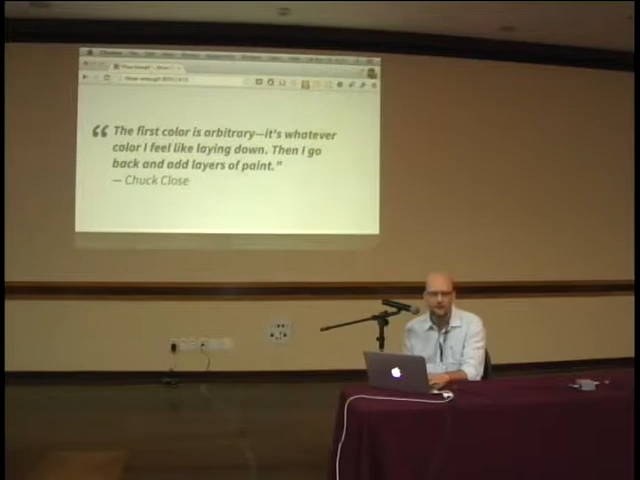 “ The first color is arbitrary—it's whatever
color I feel like laying down. Then I go
back and add layers of paint.”
— Chuck Close